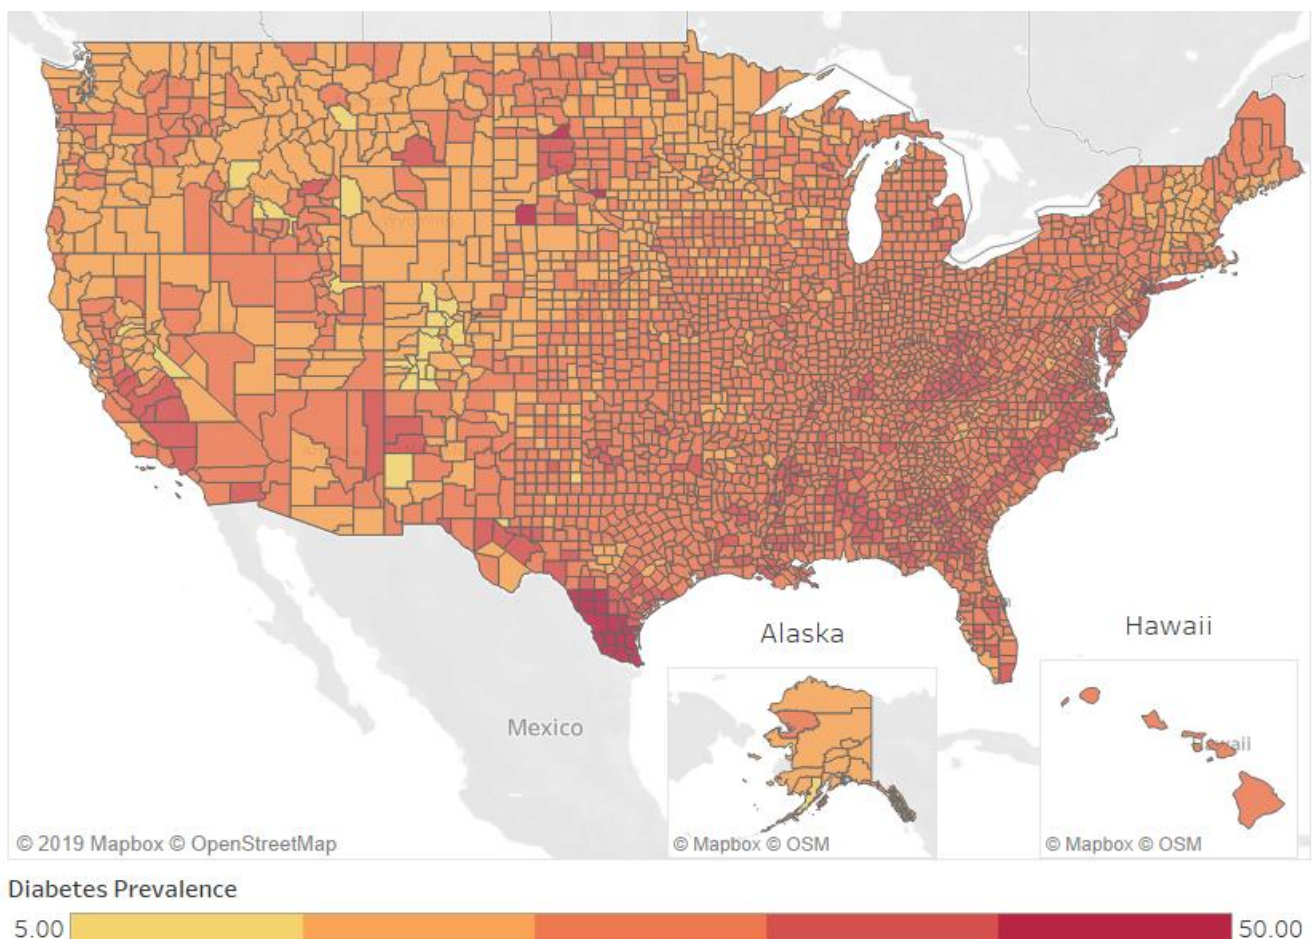 Alaska
Hawaii
Mexico
© 2019 Mapbox © OpenStreetMap
© Mapbox © OSM
© Mapbox © OSM
Diabetes Prevalence
5.00
50.00